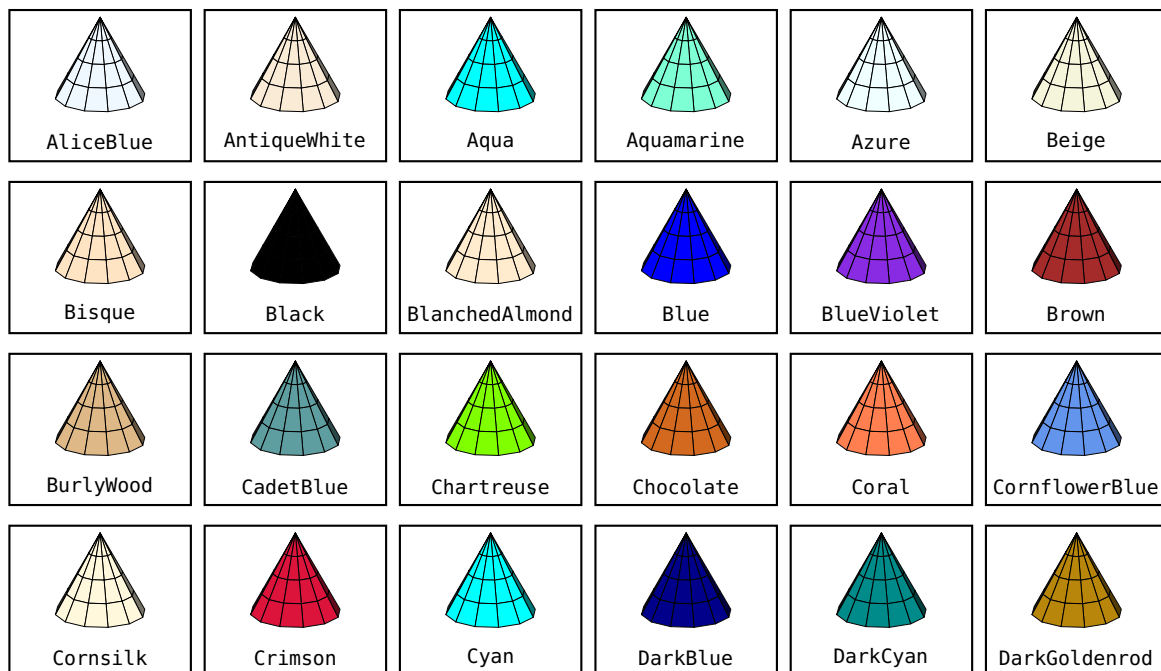 AliceBlue
AntiqueWhite
Aqua
Aquamarine
Azure
Beige
Bisque
Black
BlanchedAlmond
Blue
BlueViolet
Brown
BurlyWood
CadetBlue
Chartreuse
Chocolate
Coral
CornflowerBlue
Cornsilk
Crimson
Cyan
DarkBlue
DarkCyan
DarkGoldenrod